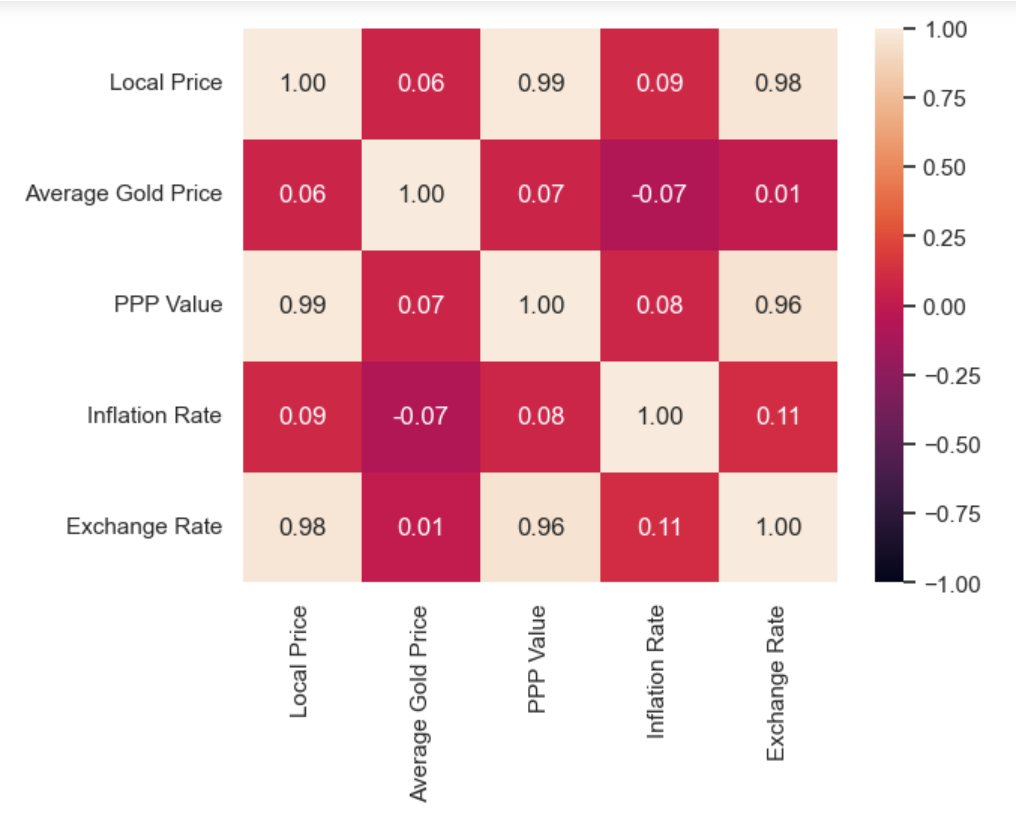 Local Price 1.00 0.06 0.99 0.09 0.98
Average Gold Price 0.06 1.00 0.07 -0.07 0.01
PPP Value 0.99 0.07 1.00 0.08 0.96
Inflation Rate 0.09 -0.07 0.08 1.00 0.11
Exchange Rate 0.98 0.01 0.96 0.11 1.00
Local Price
Average Gold Price
PPP Value
Inflation Rate
Exchange Rate
1.00
0.75
0.50
0.25
0.00
−0.25
−0.50
−0.75
−1.00